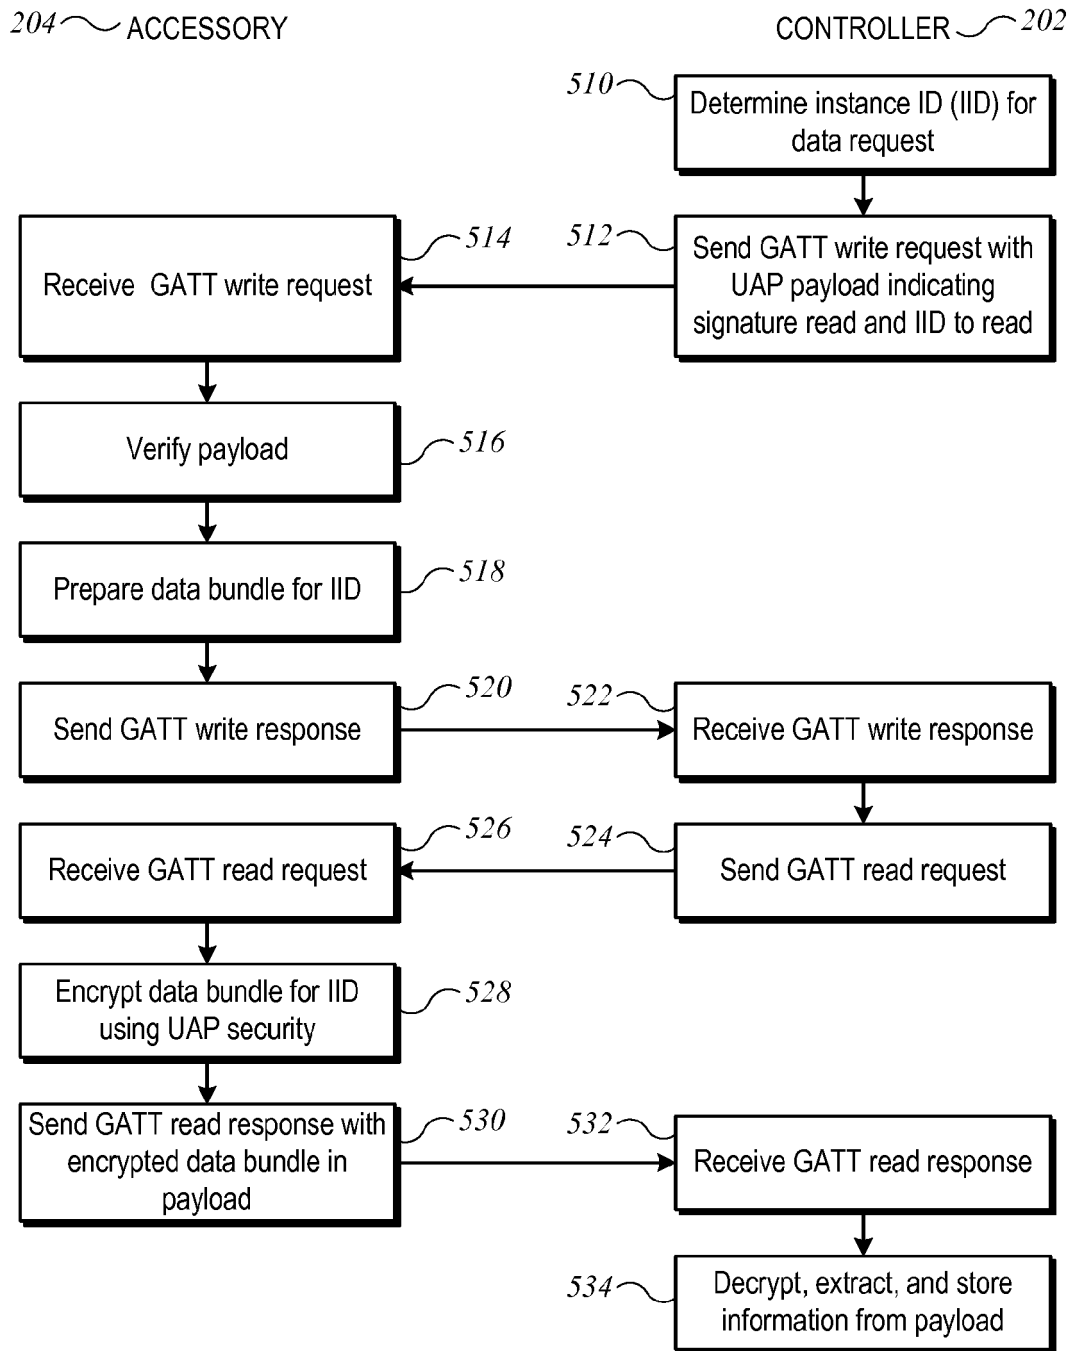 204 ACCESSORY
CONTROLLER 202
510
Determine instance ID (IID) for
data request
514
Receive GATT write request
512
Send GATT write request with
UAP payload indicating
signature read and IID to read
Verify payload
516
Prepare data bundle for IID
518
Send GATT write response
520
522
Receive GATT write response
Receive GATT read request
526
524
Send GATT read request
Encrypt data bundle for IID
using UAP security
528
Send GATT read response with
encrypted data bundle in
payload
530
532
Receive GATT read response
534
Decrypt, extract, and store
information from payload